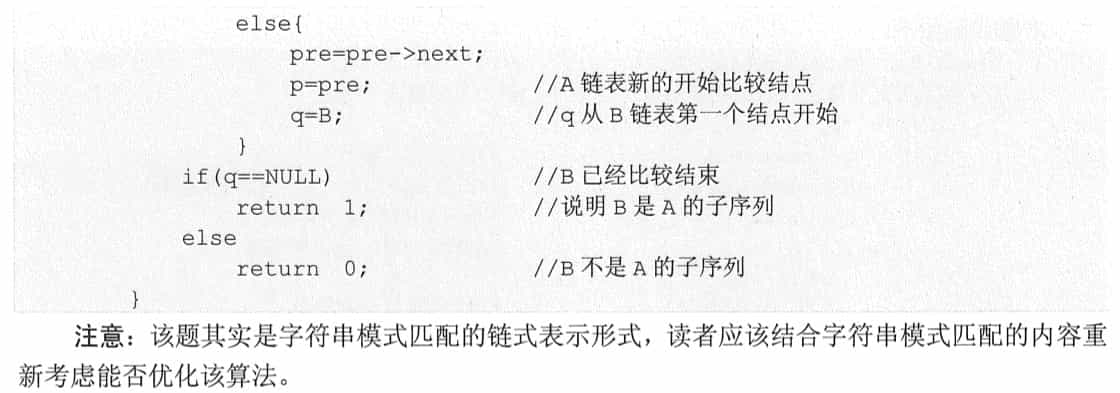 else{
pre=pre->next;
p=pre; //A 链表新的开始比较结点
q=B; //q 从 B 链表第一个结点开始
}
if(q==NULL) //B 已经比较结束
return 1; //说明 B 是 A 的子序列
else
return 0; //B 不是 A 的子序列
}
注意：该题其实是字符串模式匹配的链式表示形式，读者应该结合字符串模式匹配的内容重
新考虑能否优化该算法。